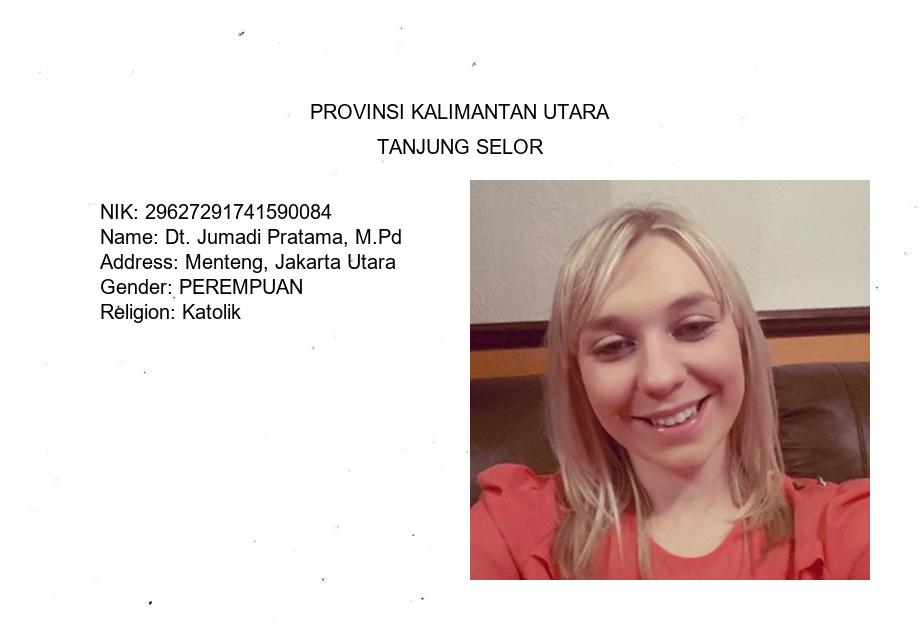 PROVINSI KALIMANTAN UTARA
TANJUNG SELOR
NIK: 29627291741590084
Name: Dt. Jumadi Pratama, M.Pd
Address: Menteng, Jakarta Utara
Gender: PEREMPUAN
Religion: Katolik